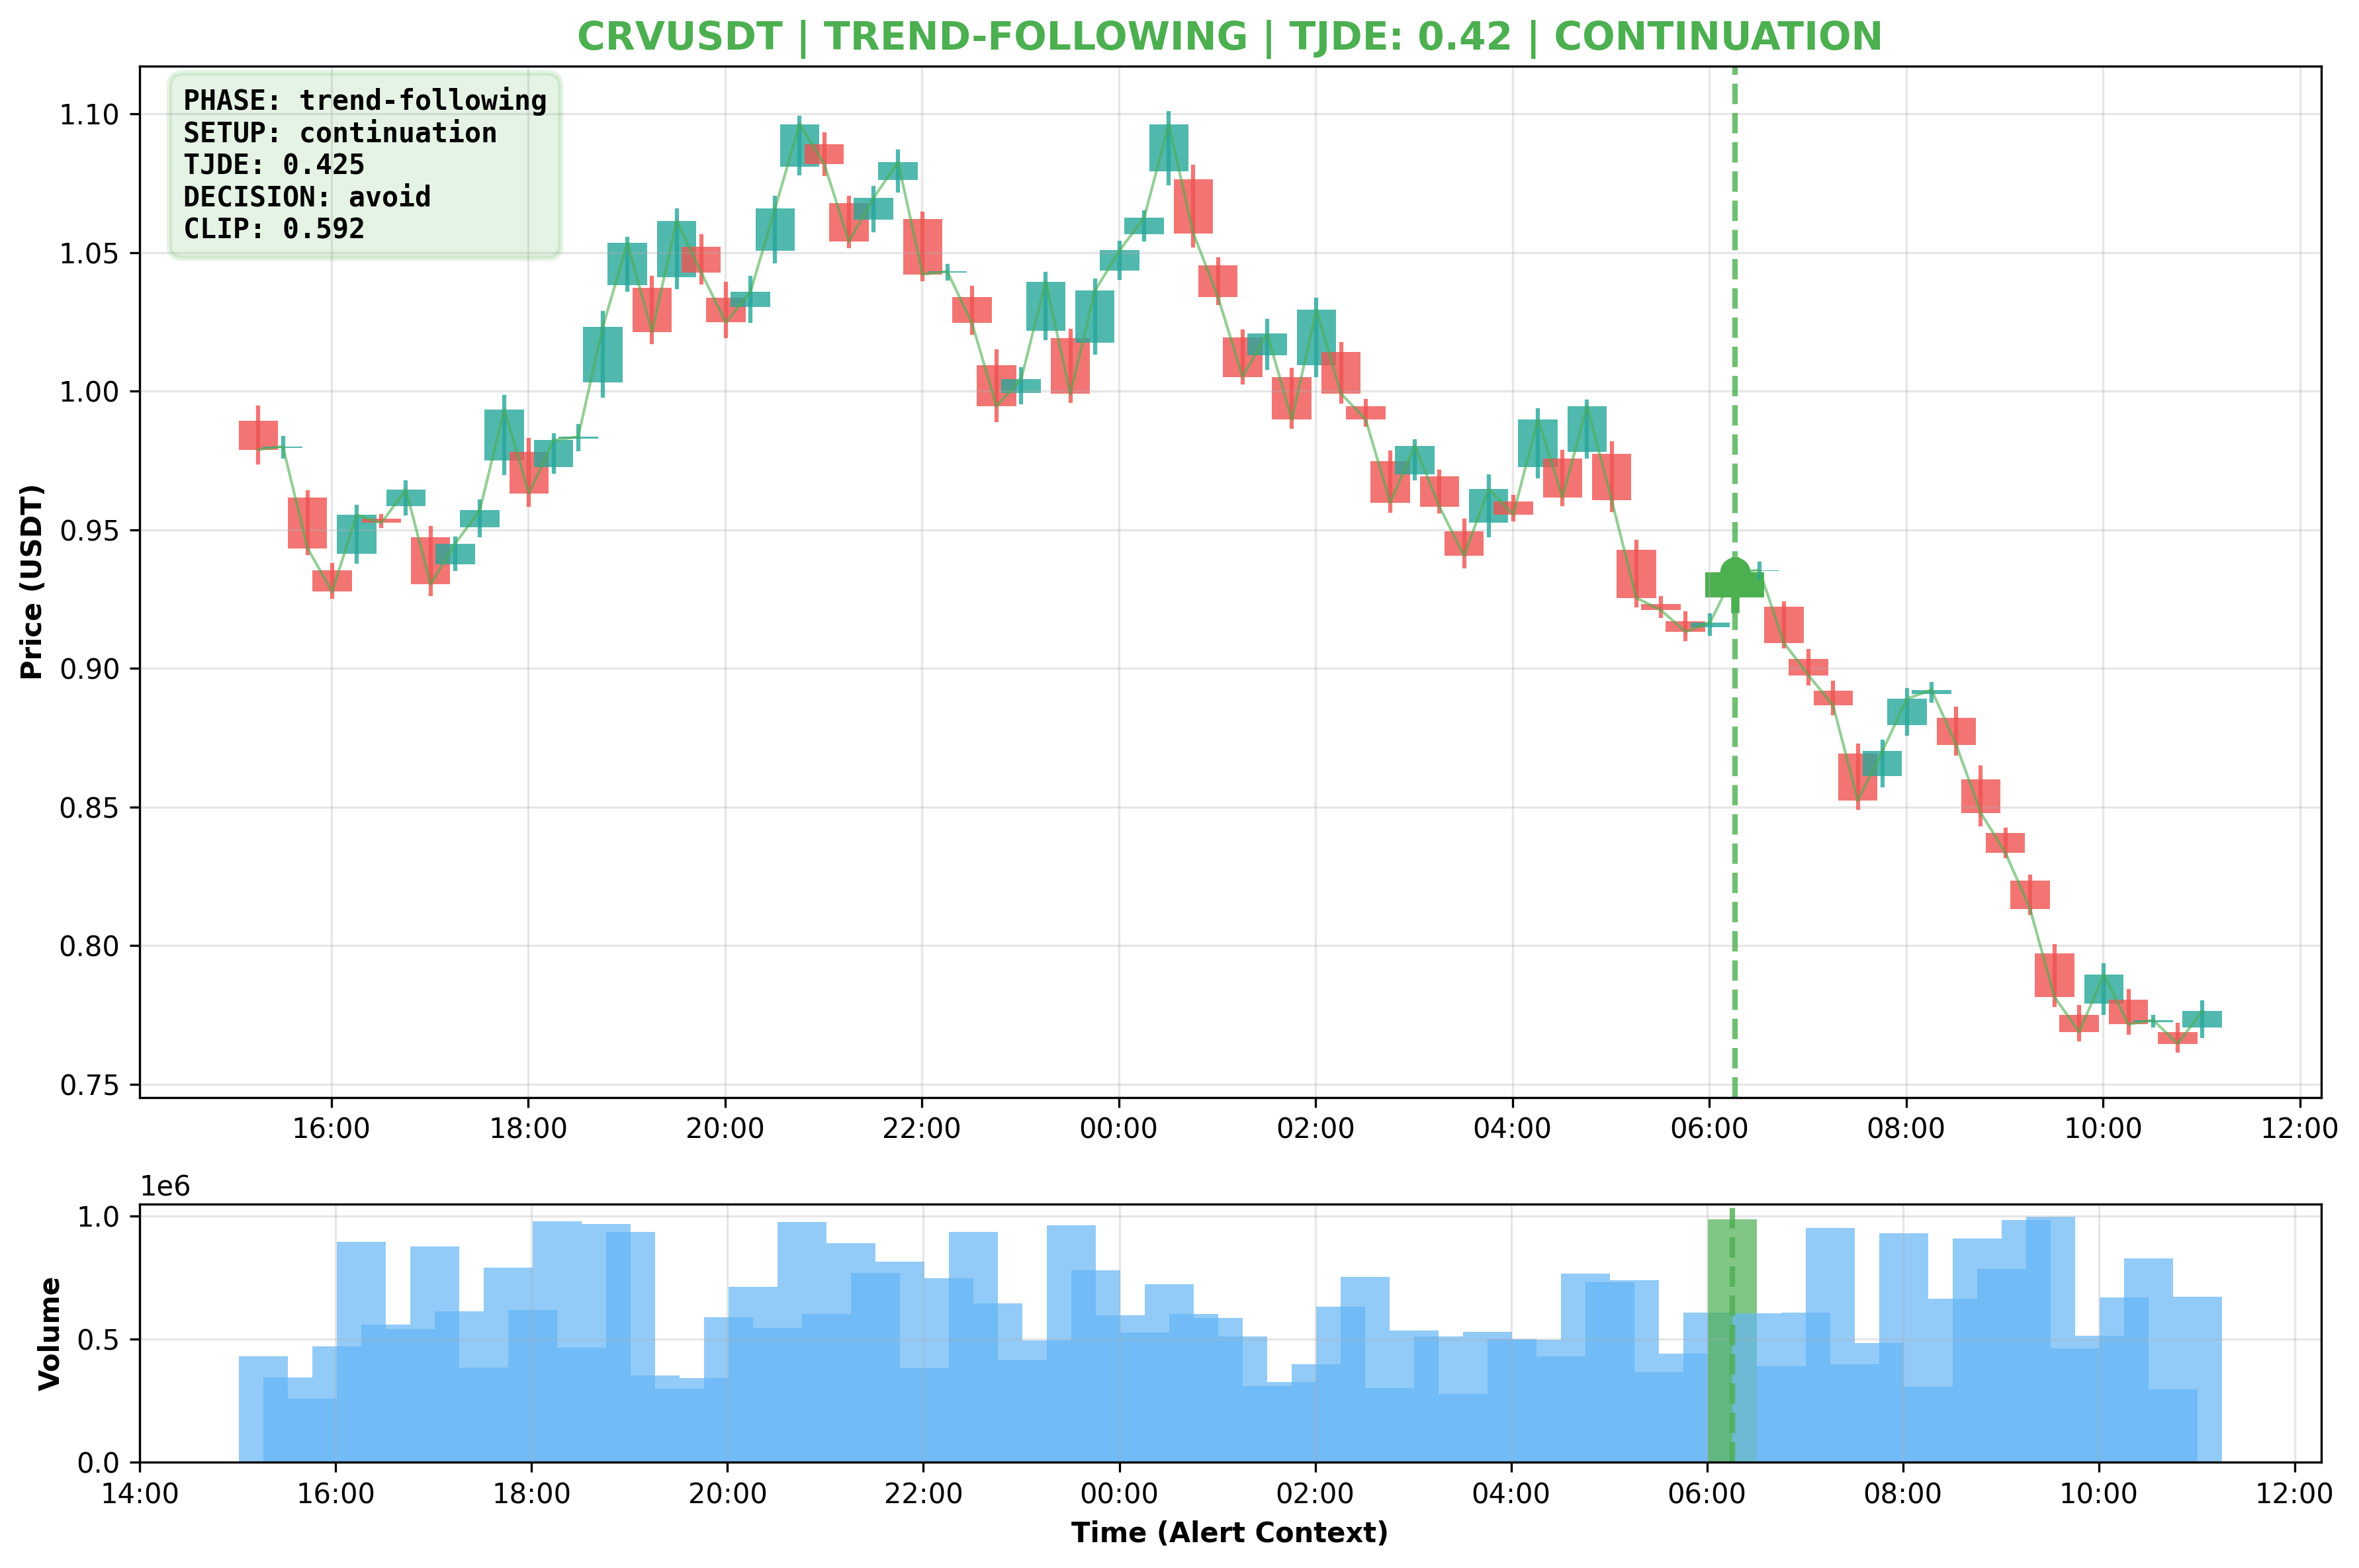 CRVUSDT | TREND-FOLLOWING | TJDE: 0.42 | CONTINUATION
PHASE: trend-following
SETUP: continuation
TJDE: 0.425
DECISION: avoid
CLIP: 0.592
Price (USDT)
1.10
1.05
1.00
0.95
0.90
0.85
0.80
0.75
16:00 18:00 20:00 22:00 00:00 02:00 04:00 06:00 08:00 10:00 12:00
1e6
Volume
1.0
0.5
0.0
14:00 16:00 18:00 20:00 22:00 00:00 02:00 04:00 06:00 08:00 10:00 12:00
Time (Alert Context)